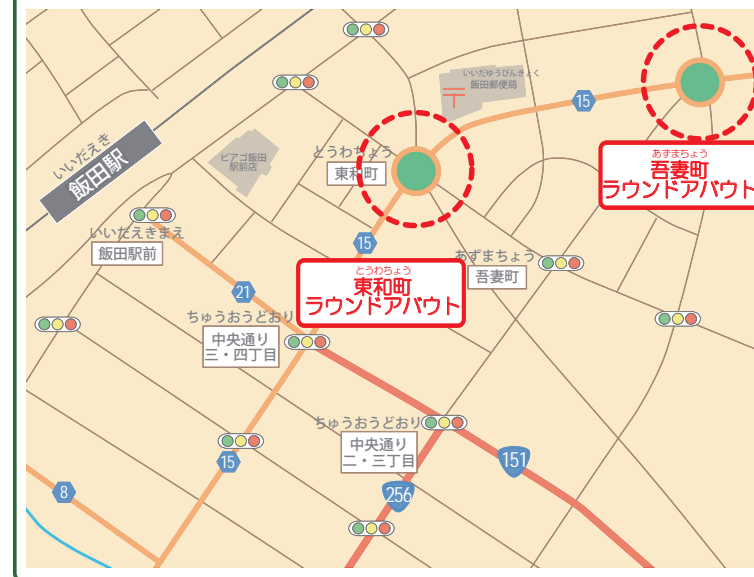 いいだゆうびんきょく
飯田郵便局
15
あずまちょう
吾妻町
ラウンドアバウト
いいだえき
飯田駅
ピアゴ飯田
駅前店
とうわちょう
東和町
15
いいだえきまえ
飯田駅前
あずまちょう
吾妻町
とうわちょう
東和町
ラウンドアバウト
21
ちゅうおうどおり
中央通り
三・四丁目
ちゅうおうどおり
中央通り
二・三丁目
15
151
8
256